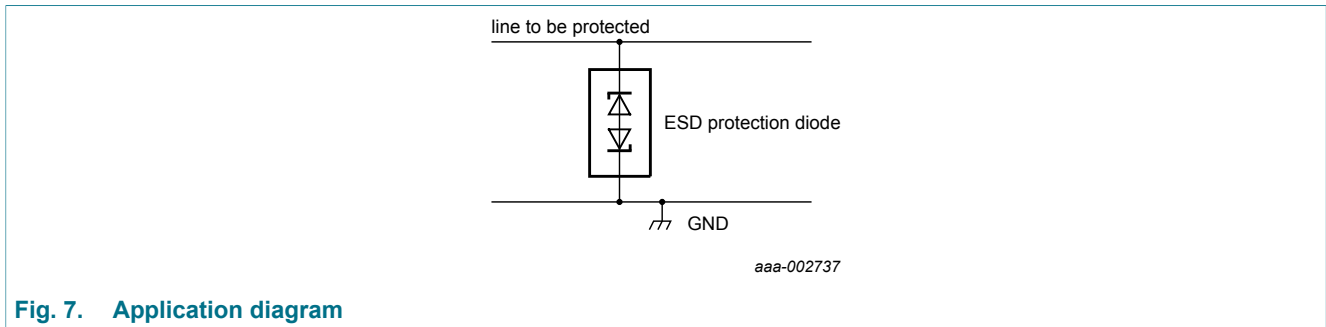 line to be protected
ESD protection diode
GND
aaa-002737
Fig. 7. Application diagram